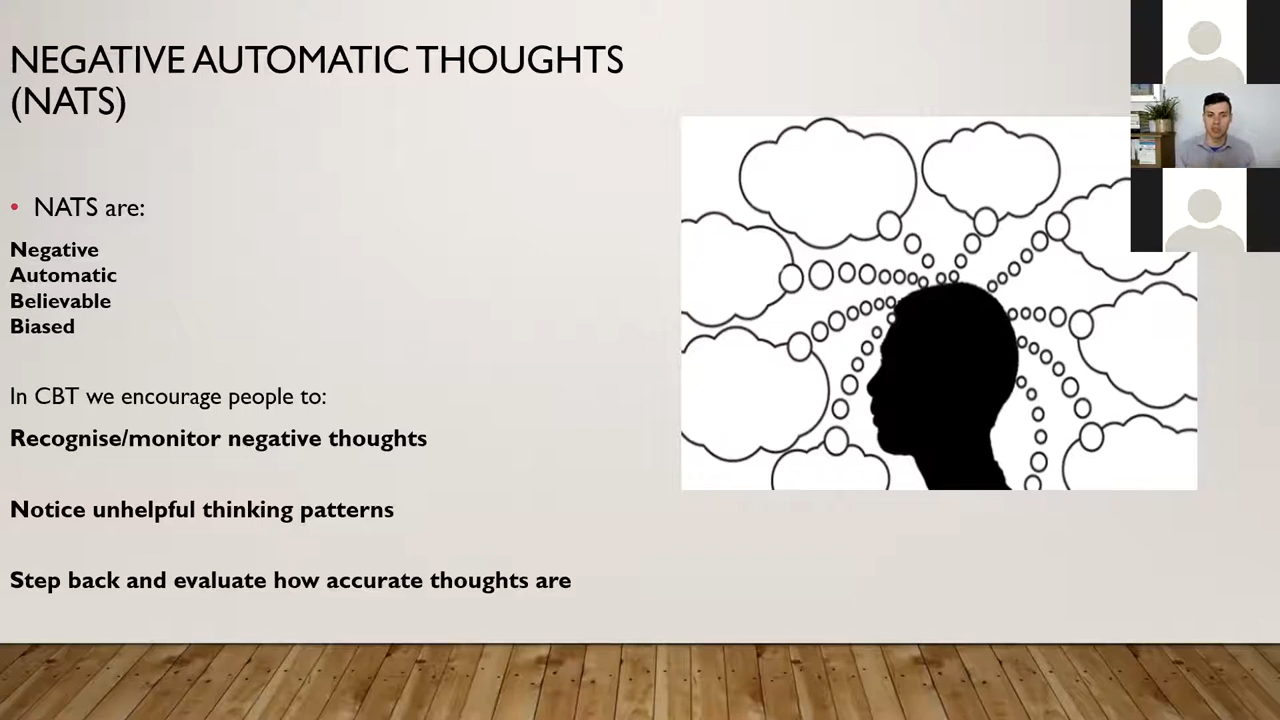 NEGATIVE AUTOMATIC THOUGHTS
(NATS)
• NATS are:
Negative
Automatic
Believable
Biased
In CBT we encourage people to:
Recognise/monitor negative thoughts
Notice unhelpful thinking patterns
Step back and evaluate how accurate thoughts are